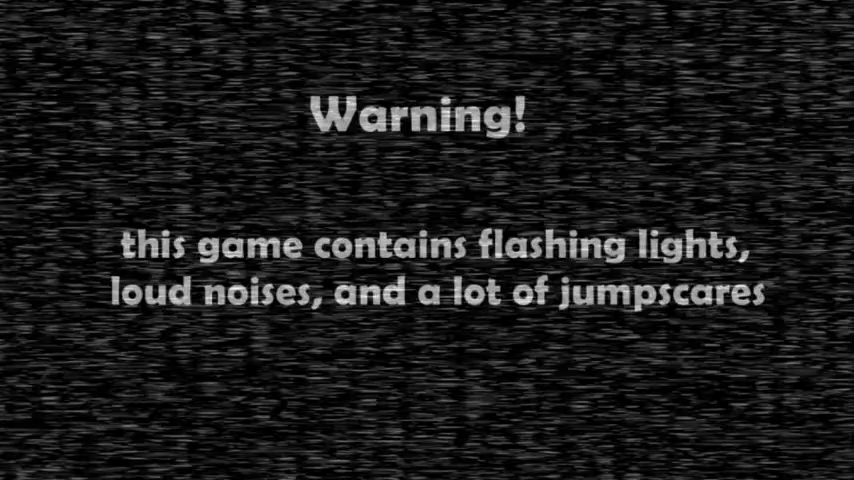 Warning!
this game contains flashing lights,
loud noises, and a lot of jumpscares